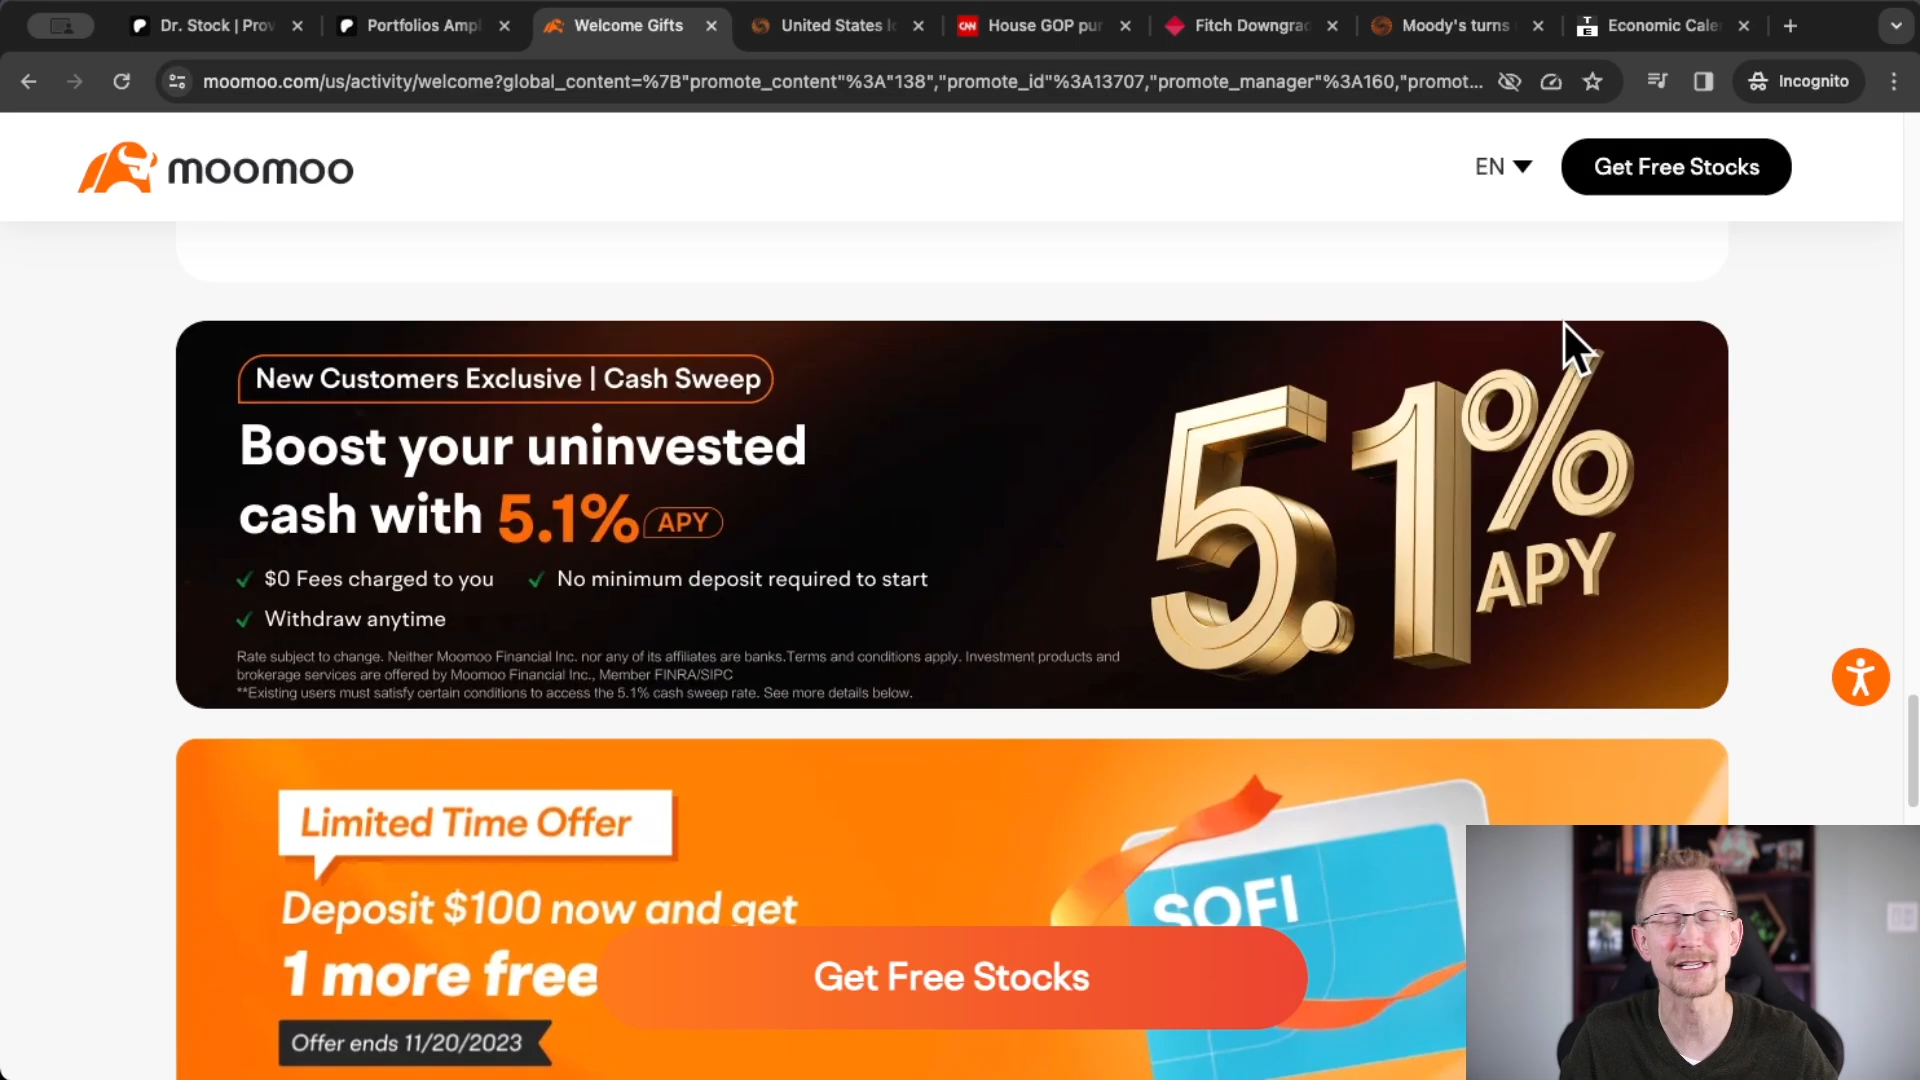 Dr. Stock | Prov
Portfolios Ampl
Welcome Gifts
United States I
CNN
House GOP pur
Fitch Downgrad
Moody's turns
TE
Economic Cale
moomoo.com/us/activity/welcome?global_content=%7B"promote_content"%3A"138","promote_id"%3A13707,"promote_manager"%3A160,"promot...
Incognito
moomoo
EN
Get Free Stocks
New Customers Exclusive | Cash Sweep
Boost your uninvested
cash with 5.1% APY
$0 Fees charged to you
No minimum deposit required to start
Withdraw anytime
Rate subject to change. Neither Moomoo Financial Inc. nor any of its affiliates are banks.Terms and conditions apply. Investment products and
brokerage services are offered by Moomoo Financial Inc., Member FINRA/SIPC
**Existing users must satisfy certain conditions to access the 5.1% cash sweep rate. See more details below.
5.1%
APY
Limited Time Offer
Deposit $100 now and get
1 more free
Offer ends 11/20/2023
SOFI
Get Free Stocks